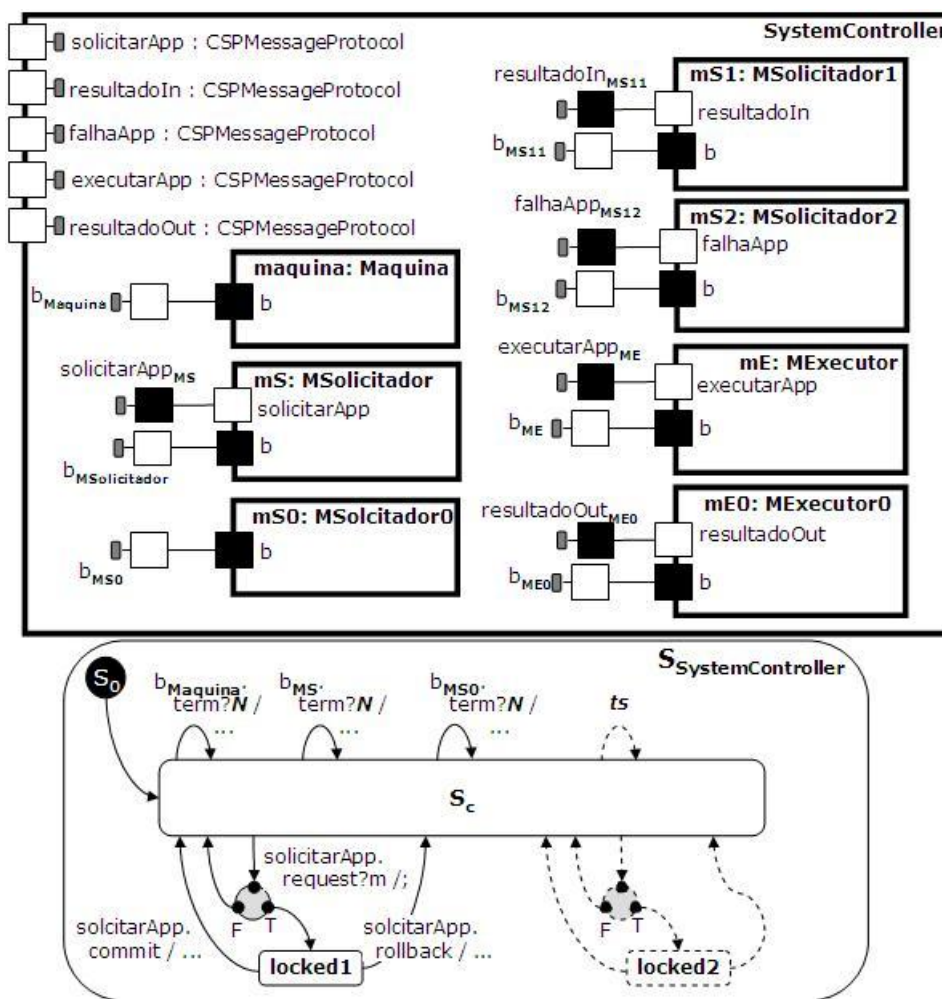 SystemController
solicitarApp : CSPMessageProtocol
resultadoIn : CSPMessageProtocol
falhaApp : CSPMessageProtocol
executarApp : CSPMessageProtocol
resultadoOut : CSPMessageProtocol
maquina: Maquina
bMaquina
b
solicitarAppMS
mS: MSolicitador
solicitarApp
b
bMSolicitador
mS0: MSolcitador0
b
bMS0
resultadoInMS11
mS1: MSolicitador1
resultadoIn
bMS11
b
falhaAppMS12
mS2: MSolicitador2
falhaApp
bMS12
b
executarAppME
mE: MExecutor
executarApp
bME
b
resultadoOutME0
mE0: MExecutor0
resultadoOut
bME0
b
SSystemController
S0
bMaquina.
term?N /
...
bMS.
term?N /
...
bMS0.
term?N /
...
ts
Sc
solicitarApp.
request?m /;
F T
solcitarApp.
commit / ...
solcitarApp.
rollback / ...
locked1
F T
locked2